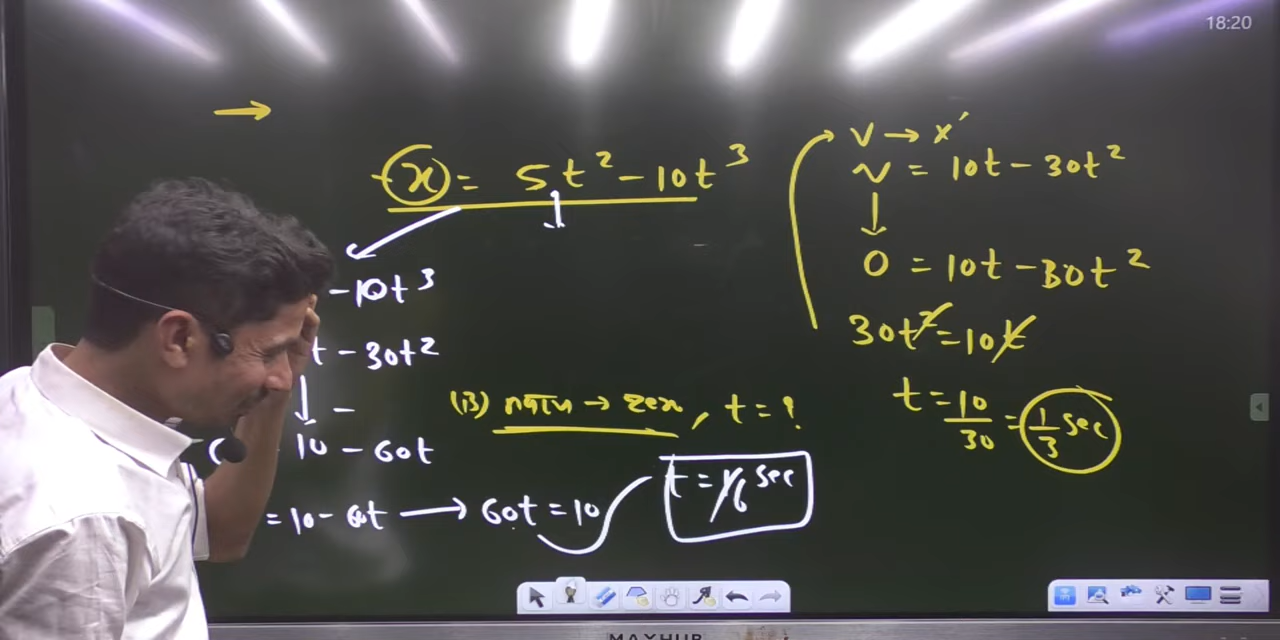 18:20
x = 5t² - 10t³
- 10t³
t - 30t²
10 - 60t
= 10 - 60t → 60t = 10
t = 1/6 sec
(B) → zero, t = ?
V → x'
v = 10t - 30t²
0 = 10t - 30t²
30t² = 10t
t = 10/30 = 1/3 sec
MAXHUB